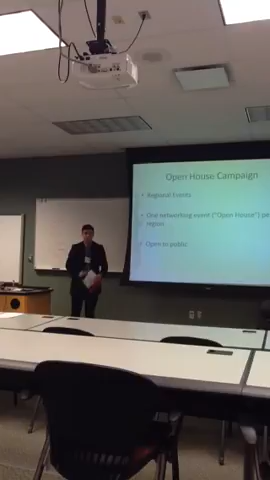 Open House Campaign
• Regional Events
• One networking event ("Open House") per
region
• Open to public